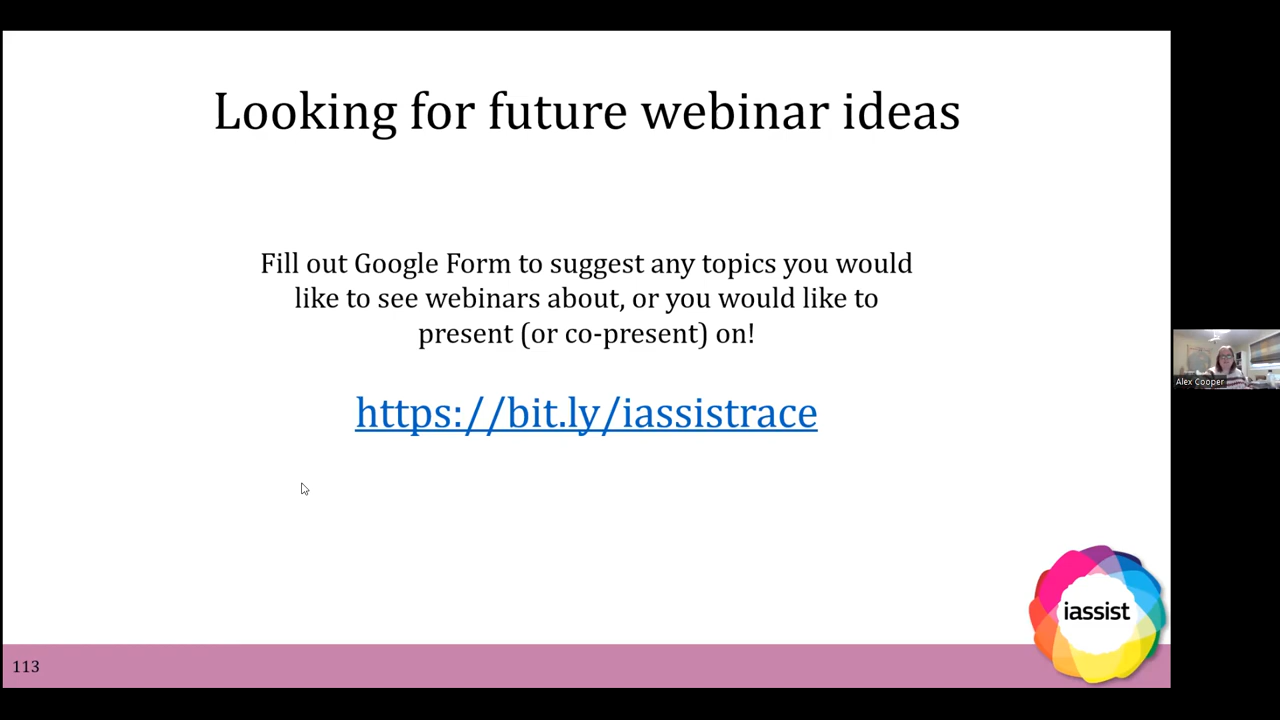 Looking for future webinar ideas
Fill out Google Form to suggest any topics you would
like to see webinars about, or you would like to
present (or co-present) on!
https://bit.ly/iassistrace
Alex Cooper
iassist
113